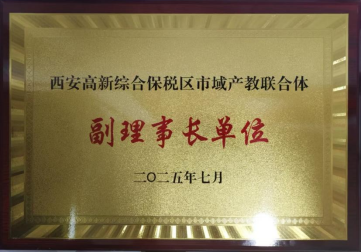 西安高新综合保税区市域产教联合体
副理事长单位
二〇二五年七月